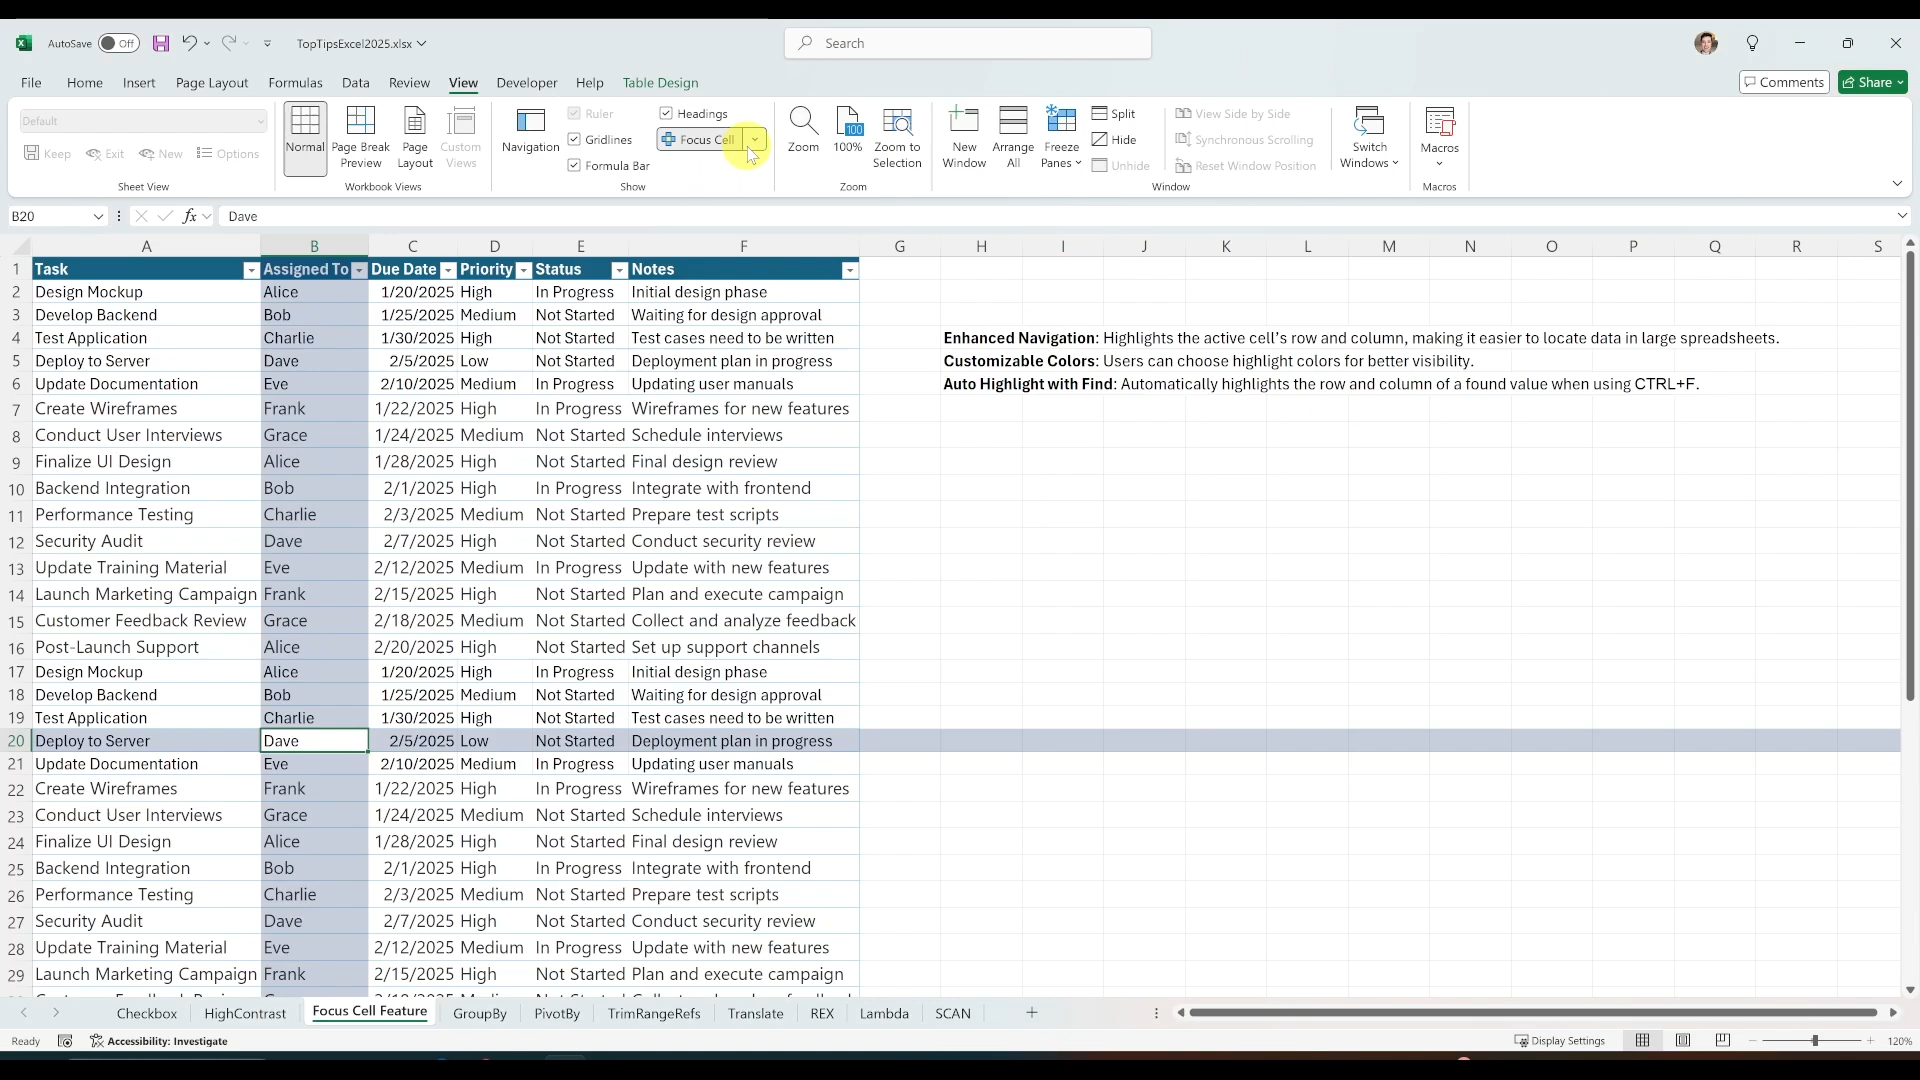 AutoSave Off TopTipsExcel2025.xlsx Search
File Home Insert Page Layout Formulas Data Review View Developer Help Table Design Comments Share
Default
Keep Exit New Options
Sheet View
Normal Page Break Preview Page Layout Custom Views
Workbook Views
Navigation Ruler Gridlines Formula Bar Headings Focus Cell
Show
Zoom 100 100% Zoom to Selection
Zoom
New Window Arrange All Freeze Panes Split Hide Unhide View Side by Side Synchronous Scrolling Reset Window Position Switch Windows
Window
Macros
Macros
B20 fx Dave
A B C D E F G H I J K L M N O P Q R S
1 Task Assigned To Due Date Priority Status Notes
2 Design Mockup Alice 1/20/2025 High In Progress Initial design phase
3 Develop Backend Bob 1/25/2025 Medium Not Started Waiting for design approval
4 Test Application Charlie 1/30/2025 High Not Started Test cases need to be written Enhanced Navigation: Highlights the active cell’s row and column, making it easier to locate data in large spreadsheets.
5 Deploy to Server Dave 2/5/2025 Low Not Started Deployment plan in progress Customizable Colors: Users can choose highlight colors for better visibility.
6 Update Documentation Eve 2/10/2025 Medium In Progress Updating user manuals Auto Highlight with Find: Automatically highlights the row and column of a found value when using CTRL+F.
7 Create Wireframes Frank 1/22/2025 High In Progress Wireframes for new features
8 Conduct User Interviews Grace 1/24/2025 Medium Not Started Schedule interviews
9 Finalize UI Design Alice 1/28/2025 High Not Started Final design review
10 Backend Integration Bob 2/1/2025 High In Progress Integrate with frontend
11 Performance Testing Charlie 2/3/2025 Medium Not Started Prepare test scripts
12 Security Audit Dave 2/7/2025 High Not Started Conduct security review
13 Update Training Material Eve 2/12/2025 Medium In Progress Update with new features
14 Launch Marketing Campaign Frank 2/15/2025 High Not Started Plan and execute campaign
15 Customer Feedback Review Grace 2/18/2025 Medium Not Started Collect and analyze feedback
16 Post-Launch Support Alice 2/20/2025 High Not Started Set up support channels
17 Design Mockup Alice 1/20/2025 High In Progress Initial design phase
18 Develop Backend Bob 1/25/2025 Medium Not Started Waiting for design approval
19 Test Application Charlie 1/30/2025 High Not Started Test cases need to be written
20 Deploy to Server Dave 2/5/2025 Low Not Started Deployment plan in progress
21 Update Documentation Eve 2/10/2025 Medium In Progress Updating user manuals
22 Create Wireframes Frank 1/22/2025 High In Progress Wireframes for new features
23 Conduct User Interviews Grace 1/24/2025 Medium Not Started Schedule interviews
24 Finalize UI Design Alice 1/28/2025 High Not Started Final design review
25 Backend Integration Bob 2/1/2025 High In Progress Integrate with frontend
26 Performance Testing Charlie 2/3/2025 Medium Not Started Prepare test scripts
27 Security Audit Dave 2/7/2025 High Not Started Conduct security review
28 Update Training Material Eve 2/12/2025 Medium In Progress Update with new features
29 Launch Marketing Campaign Frank 2/15/2025 High Not Started Plan and execute campaign
Checkbox HighContrast Focus Cell Feature GroupBy PivotBy TrimRangeRefs Translate REX Lambda SCAN
Ready Accessibility: Investigate Display Settings 120%